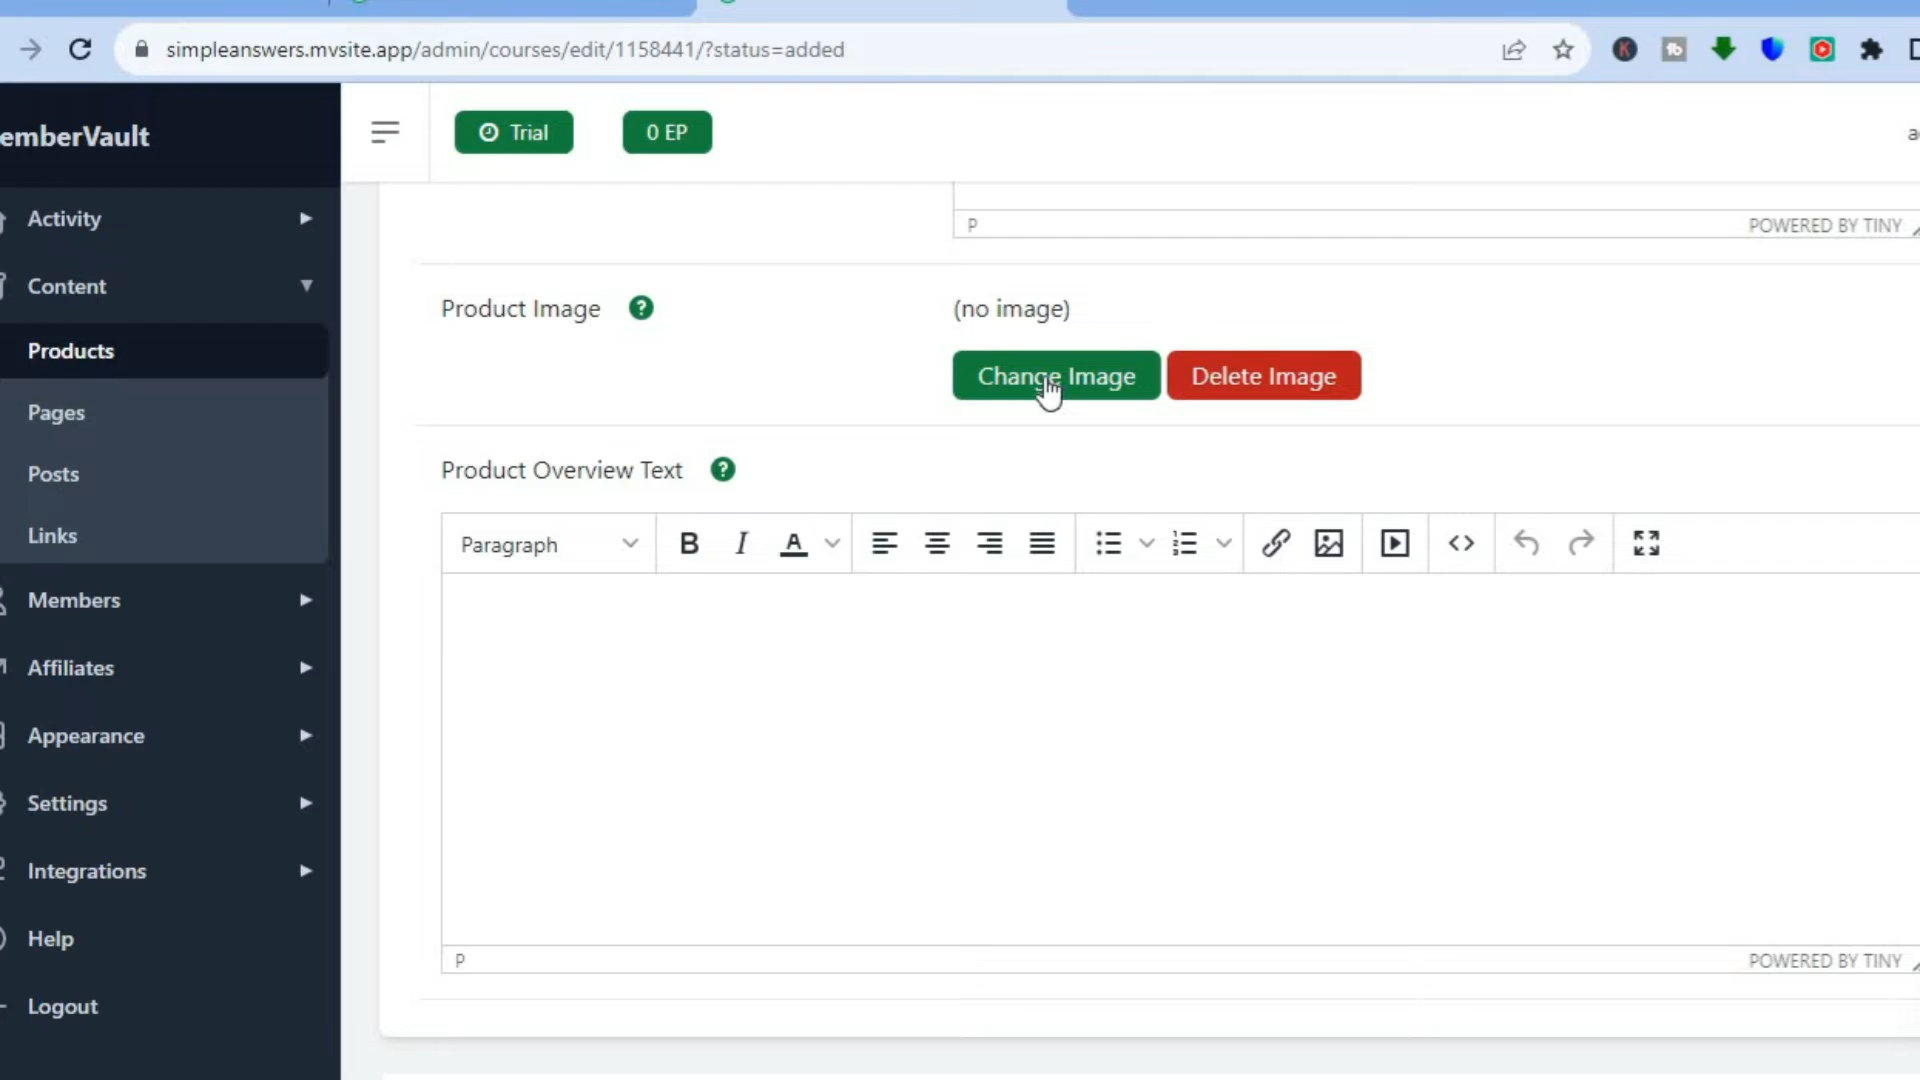 simpleanswers.mvsite.app/admin/courses/edit/1158441/?status=added
emberVault
Trial
0 EP
Activity
Content
Products
Pages
Posts
Links
Members
Affiliates
Appearance
Settings
Integrations
Help
Logout
P
POWERED BY TINY
Product Image ?
(no image)
Change Image
Delete Image
Product Overview Text ?
Paragraph
B I A
P
POWERED BY TINY